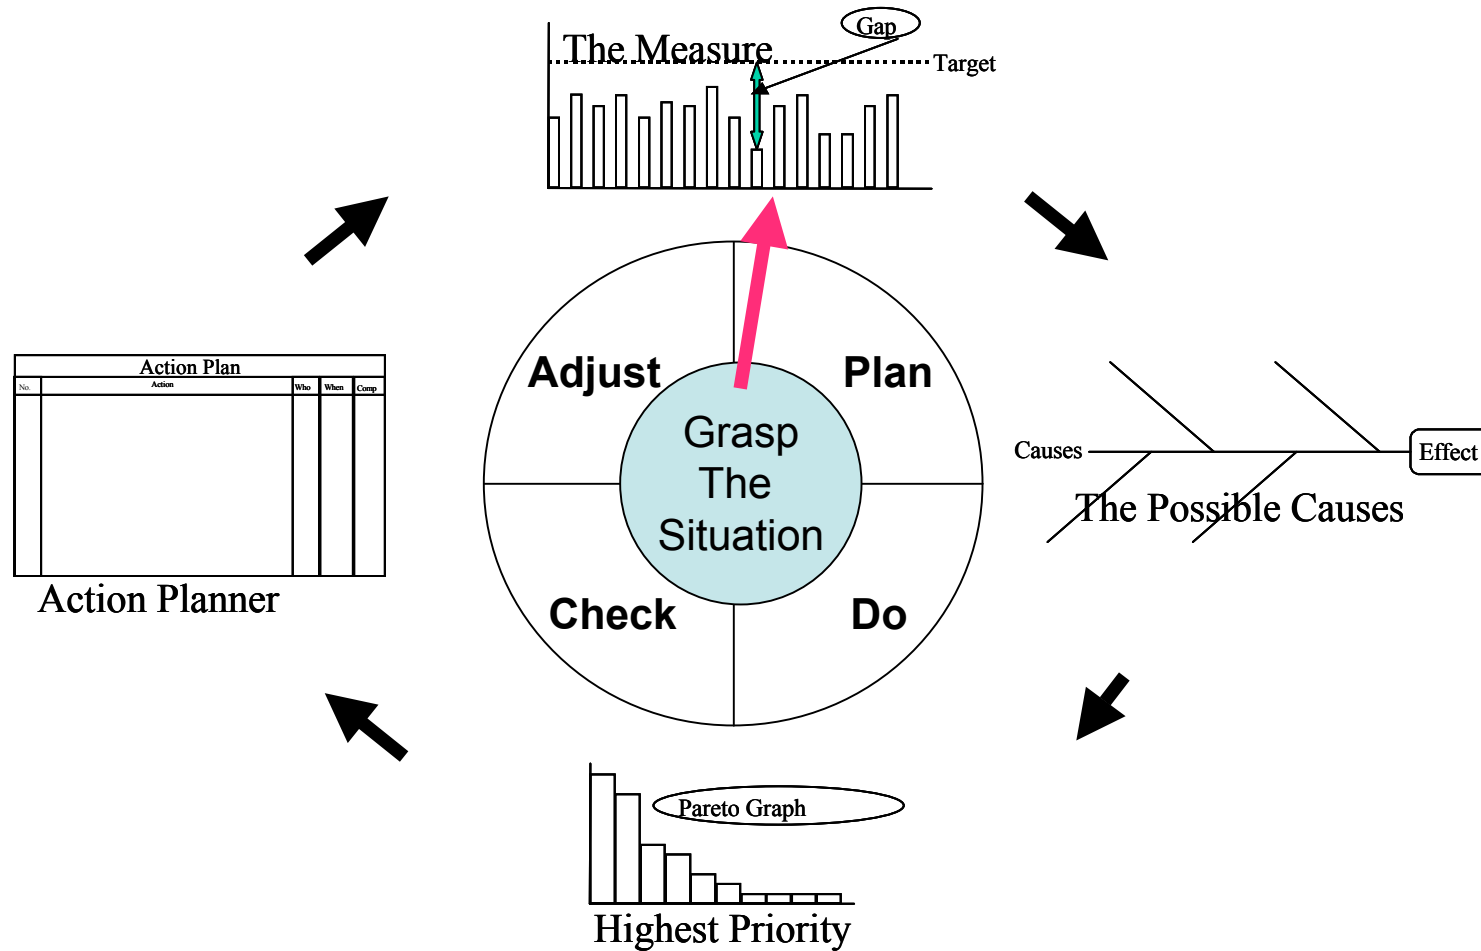 Gap
The Measure
Target
Adjust
Plan
Grasp
The
Situation
Check
Do
Causes
Effect
The Possible Causes
Pareto Graph
Highest Priority
Action Plan
No. Action Who When Comp
Action Planner